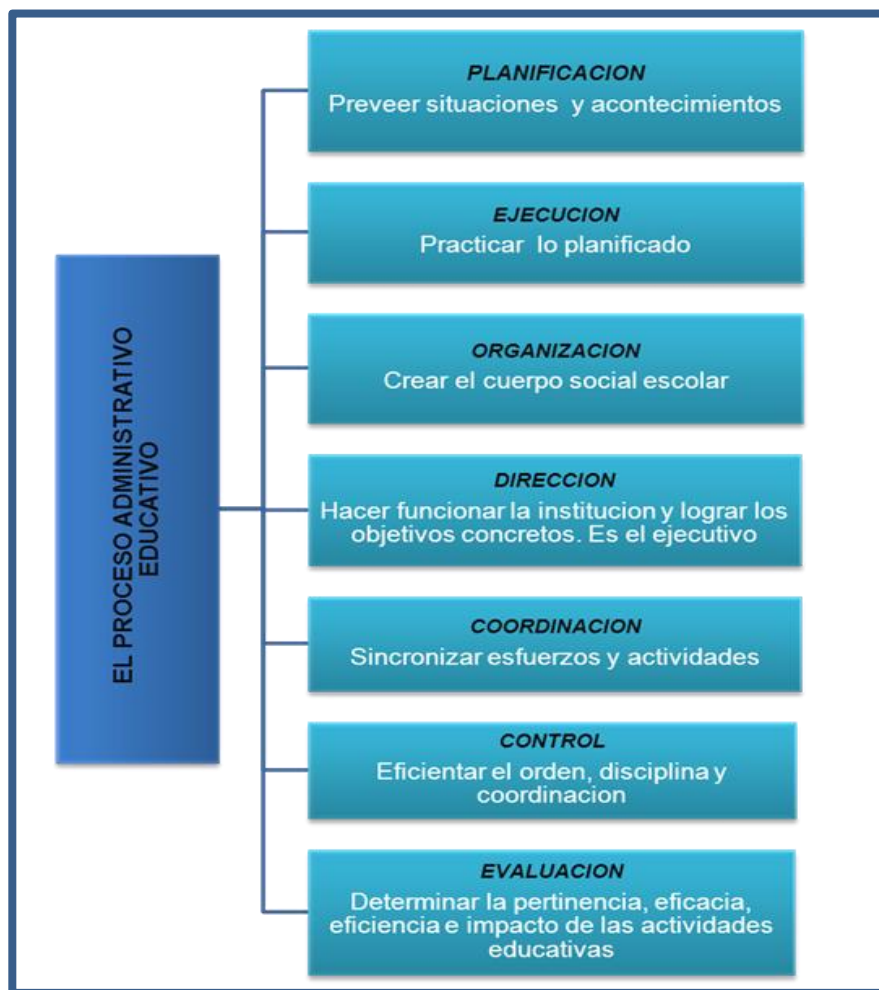 EL PROCESO ADMINISTRATIVO
EDUCATIVO
PLANIFICACION
Preveer situaciones y acontecimientos
EJECUCION
Practicar lo planificado
ORGANIZACION
Crear el cuerpo social escolar
DIRECCION
Hacer funcionar la institucion y lograr los
objetivos concretos. Es el ejecutivo
COORDINACION
Sincronizar esfuerzos y actividades
CONTROL
Eficientar el orden, disciplina y
coordinacion
EVALUACION
Determinar la pertinencia, eficacia,
eficiencia e impacto de las actividades
educativas